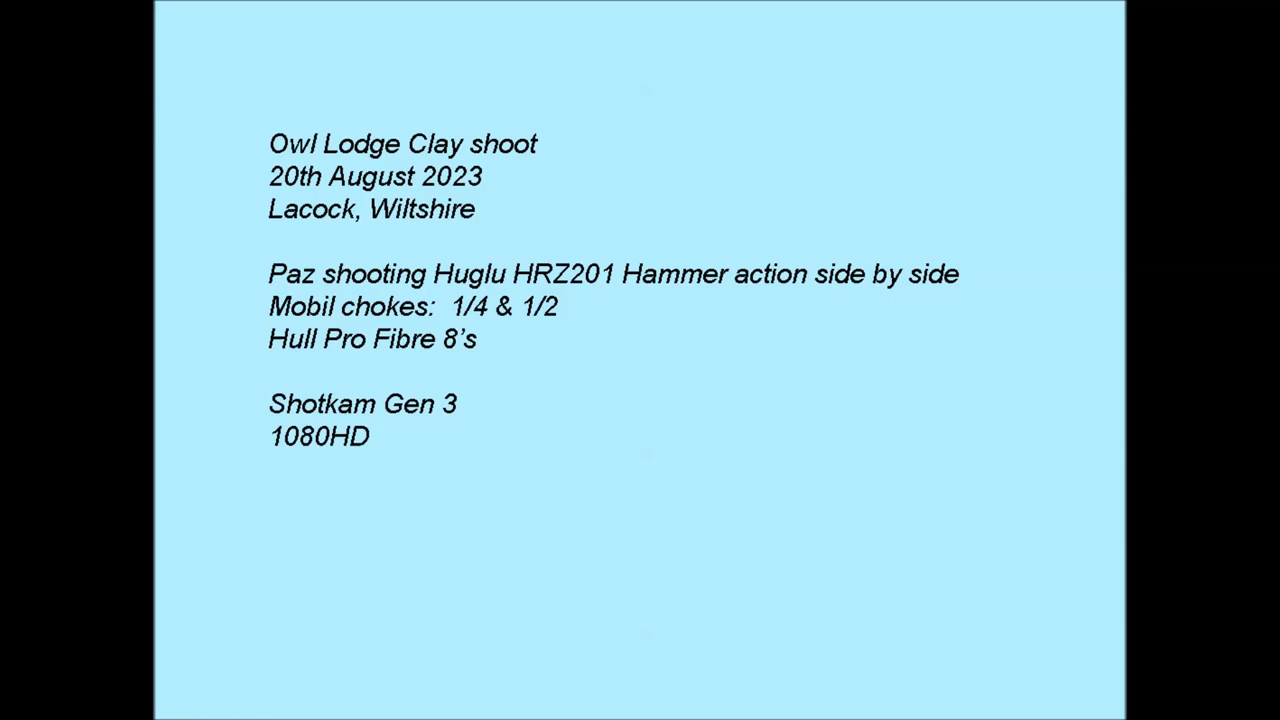 Owl Lodge Clay shoot
20th August 2023
Lacock, Wiltshire
Paz shooting Huglu HRZ201 Hammer action side by side
Mobil chokes:  1/4 & 1/2
Hull Pro Fibre 8’s
Shotkam Gen 3
1080HD